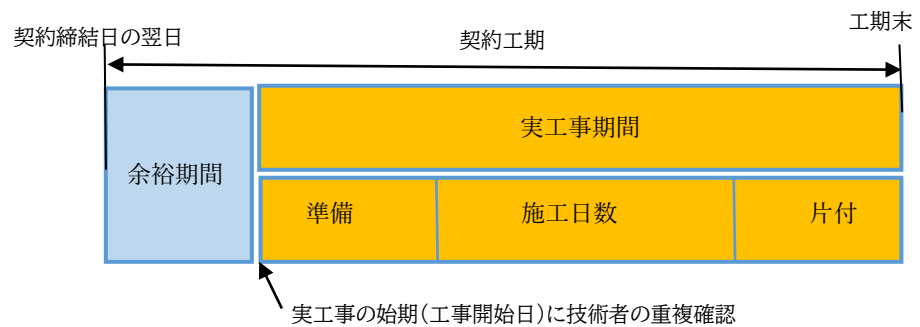 工期末
契約締結日の翌日
契約工期
実工事期間
余裕期間
準備
施工日数
片付
実工事の始期(工事開始日)に技術者の重複確認